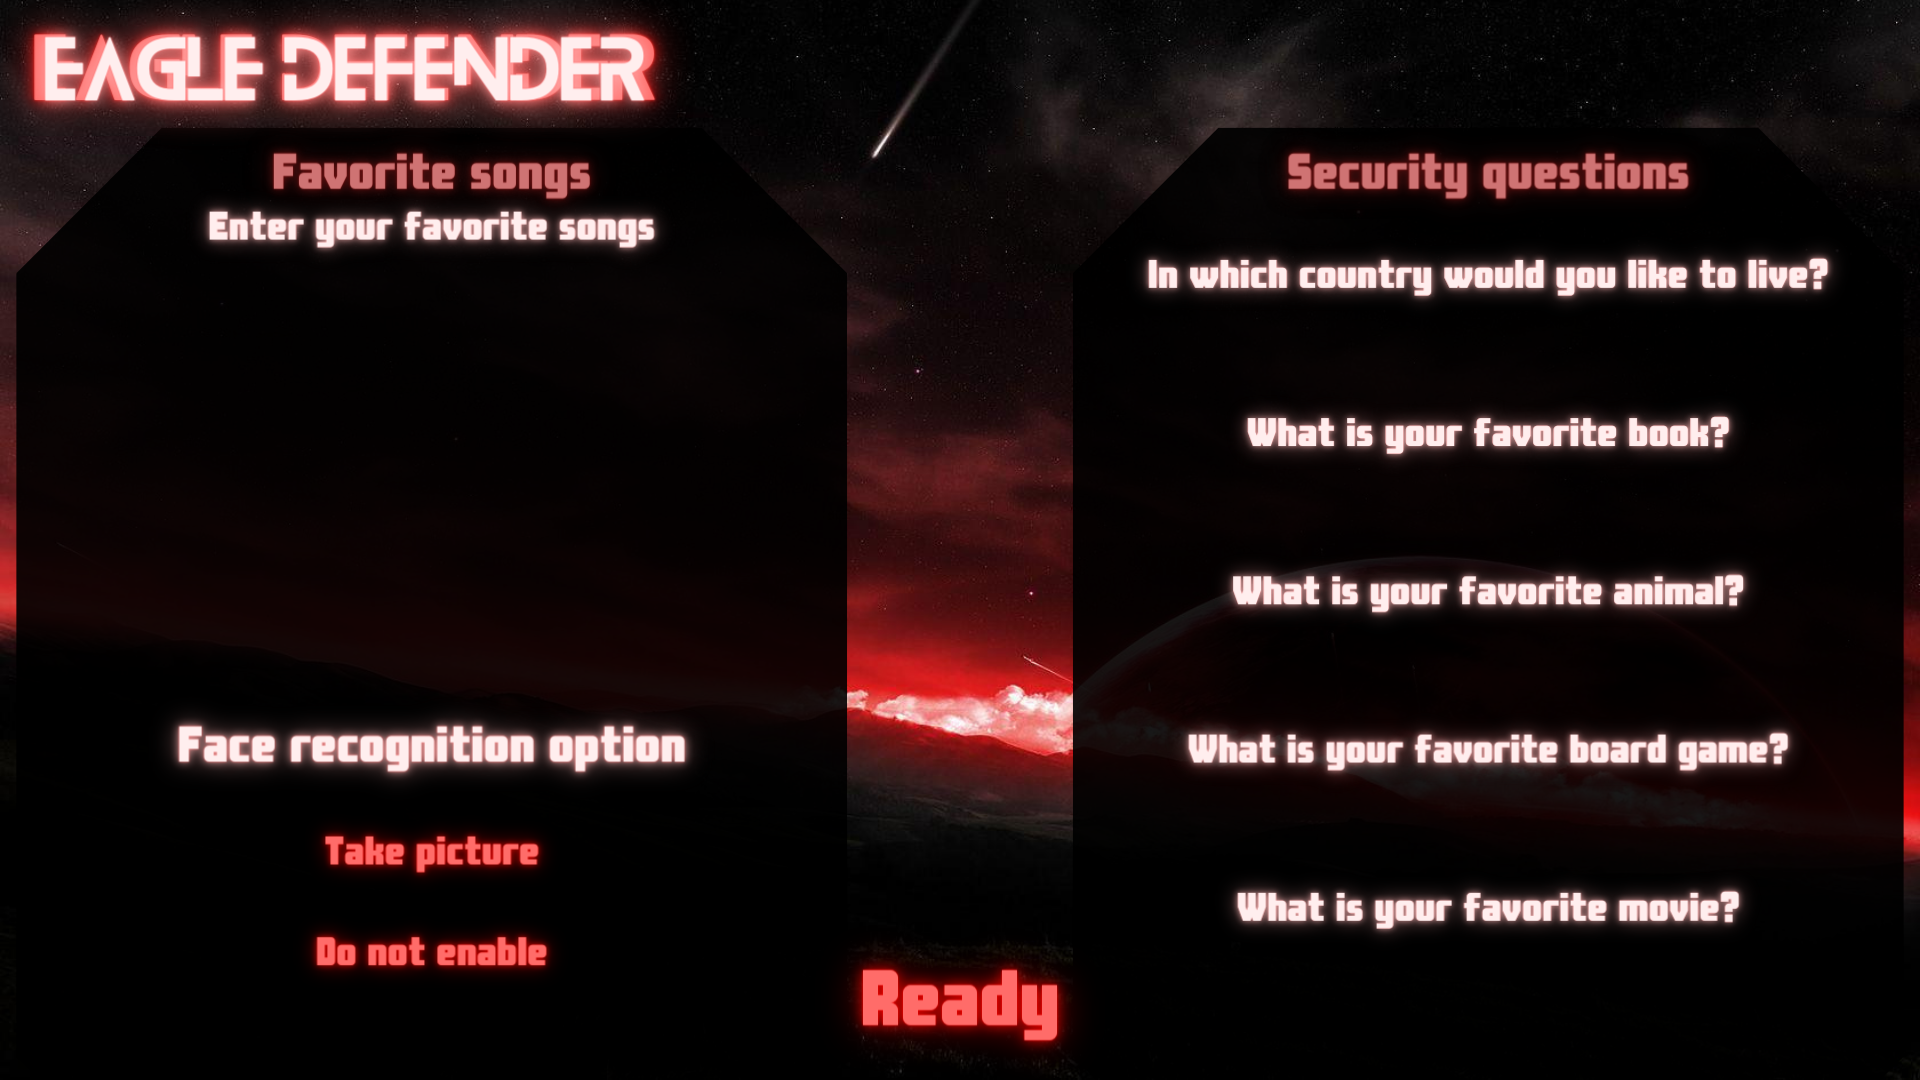 EAGLE DEFENDER
Favorite songs
Enter your favorite songs
Face recognition option
Take picture
Do not enable
Security questions
In which country would you like to live?
What is your favorite book?
What is your favorite animal?
What is your favorite board game?
What is your favorite movie?
Ready